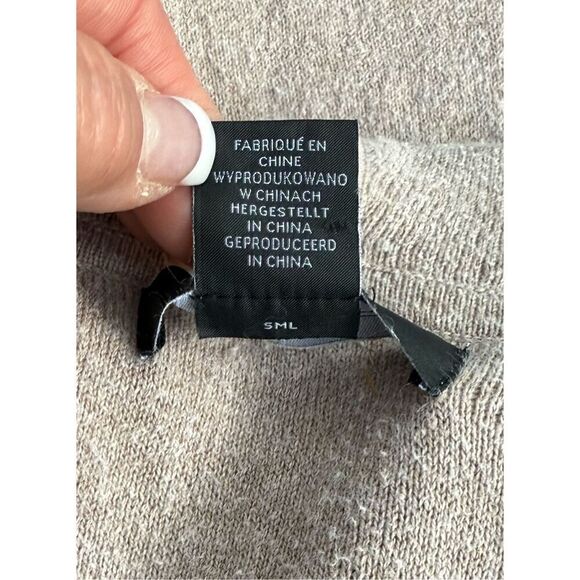 FABRIQUÉ EN
CHINE
WYPRODUKOWANO
W CHINACH
HERGESTELLT
IN CHINA
GEPRODUCEERD
IN CHINA
SML